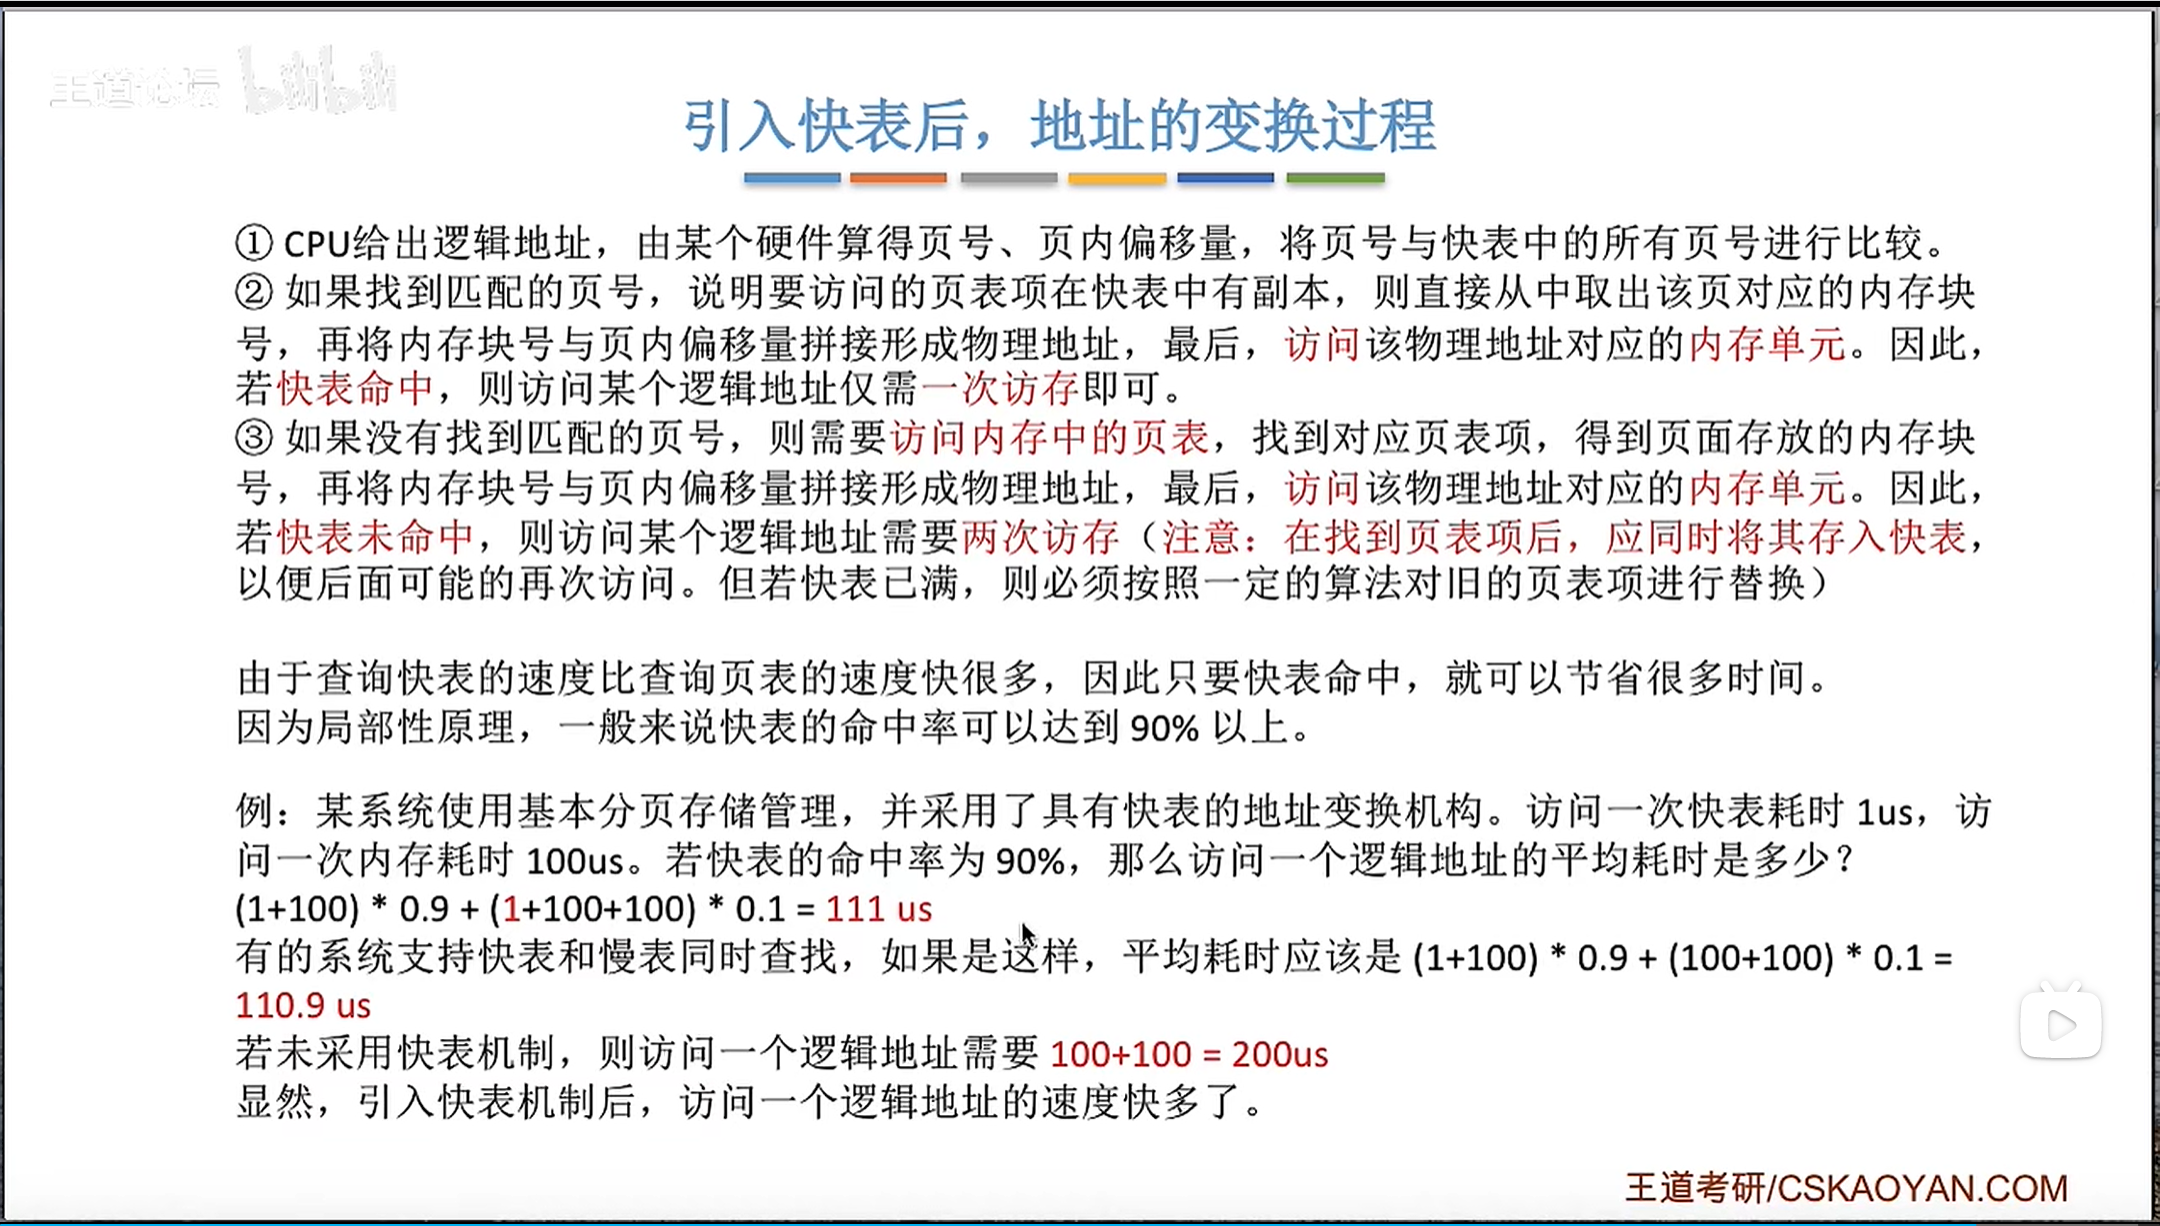 王道论坛 bilibili
引入快表后，地址的变换过程
① CPU给出逻辑地址，由某个硬件算得页号、页内偏移量，将页号与快表中的所有页号进行比较。
② 如果找到匹配的页号，说明要访问的页表项在快表中有副本，则直接从中取出该页对应的内存块
号，再将内存块号与页内偏移量拼接形成物理地址，最后，访问该物理地址对应的内存单元。因此，
若快表命中，则访问某个逻辑地址仅需一次访存即可。
③ 如果没有找到匹配的页号，则需要访问内存中的页表，找到对应页表项，得到页面存放的内存块
号，再将内存块号与页内偏移量拼接形成物理地址，最后，访问该物理地址对应的内存单元。因此，
若快表未命中，则访问某个逻辑地址需要两次访存（注意：在找到页表项后，应同时将其存入快表，
以便后面可能的再次访问。但若快表已满，则必须按照一定的算法对旧的页表项进行替换）
由于查询快表的速度比查询页表的速度快很多，因此只要快表命中，就可以节省很多时间。
因为局部性原理，一般来说快表的命中率可以达到 90% 以上。
例：某系统使用基本分页存储管理，并采用了具有快表的地址变换机构。访问一次快表耗时 1us，访
问一次内存耗时 100us。若快表的命中率为 90%，那么访问一个逻辑地址的平均耗时是多少？
(1+100) * 0.9 + (1+100+100) * 0.1 = 111 us
有的系统支持快表和慢表同时查找，如果是这样，平均耗时应该是 (1+100) * 0.9 + (100+100) * 0.1 =
110.9 us
若未采用快表机制，则访问一个逻辑地址需要 100+100 = 200us
显然，引入快表机制后，访问一个逻辑地址的速度快多了。
王道考研/CSKAOYAN.COM